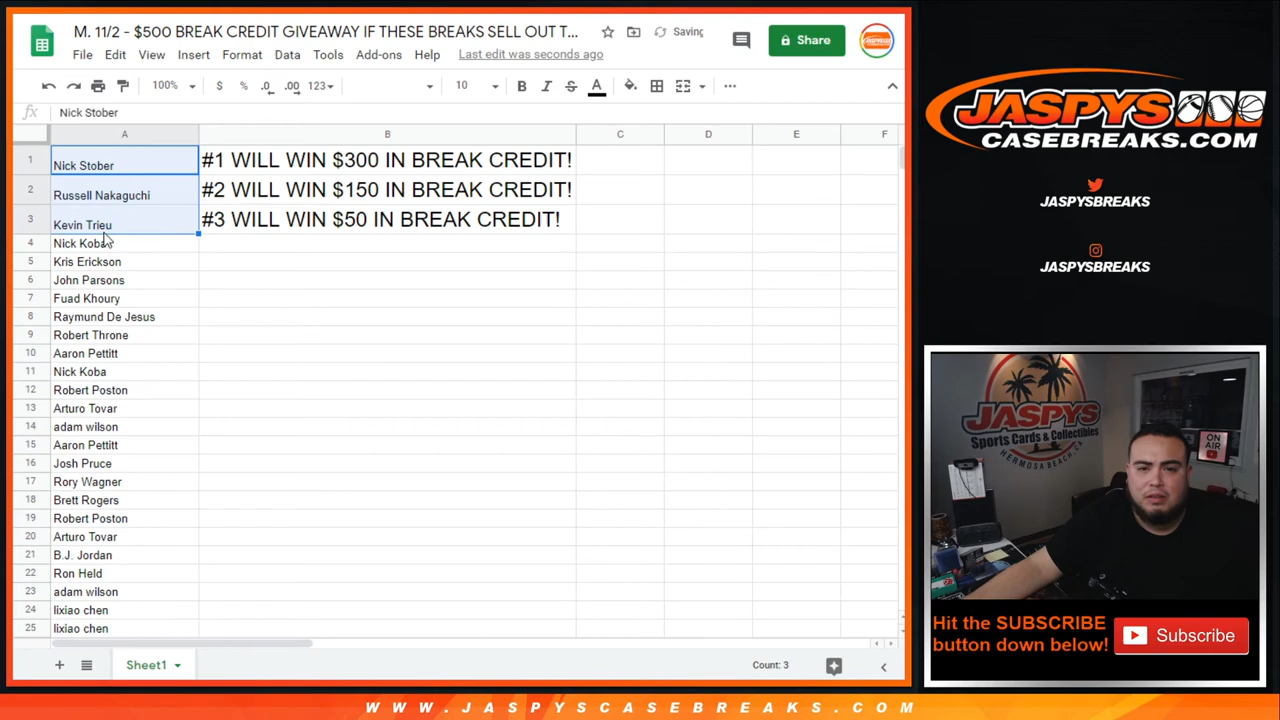 M. 11/2 - $500 BREAK CREDIT GIVEAWAY IF THESE BREAKS SELL OUT T...
Saving
Share
File Edit View Insert Format Data Tools Add-ons Help Last edit was seconds ago
100% $ % .0 .00 123 10 B I S A
fx Nick Stober
A B C D E F
1 Nick Stober #1 WILL WIN $300 IN BREAK CREDIT!
2 Russell Nakaguchi #2 WILL WIN $150 IN BREAK CREDIT!
3 Kevin Trieu #3 WILL WIN $50 IN BREAK CREDIT!
4 Nick Koba
5 Kris Erickson
6 John Parsons
7 Fuad Khoury
8 Raymund De Jesus
9 Robert Throne
10 Aaron Pettitt
11 Nick Koba
12 Robert Poston
13 Arturo Tovar
14 adam wilson
15 Aaron Pettitt
16 Josh Pruce
17 Rory Wagner
18 Brett Rogers
19 Robert Poston
20 Arturo Tovar
21 B.J. Jordan
22 Ron Held
23 adam wilson
24 lixiao chen
25 lixiao chen
Sheet1
Count: 3
JASPYS
CASEBREAKS.COM
JASPYSBREAKS
JASPYSBREAKS
JASPYS
Sports Cards & Collectibles
HERMOSA BEACH, CA
ON
AIR
Hit the SUBSCRIBE
button down below!
Subscribe
WWW.JASPYSCASEBREAKS.COM